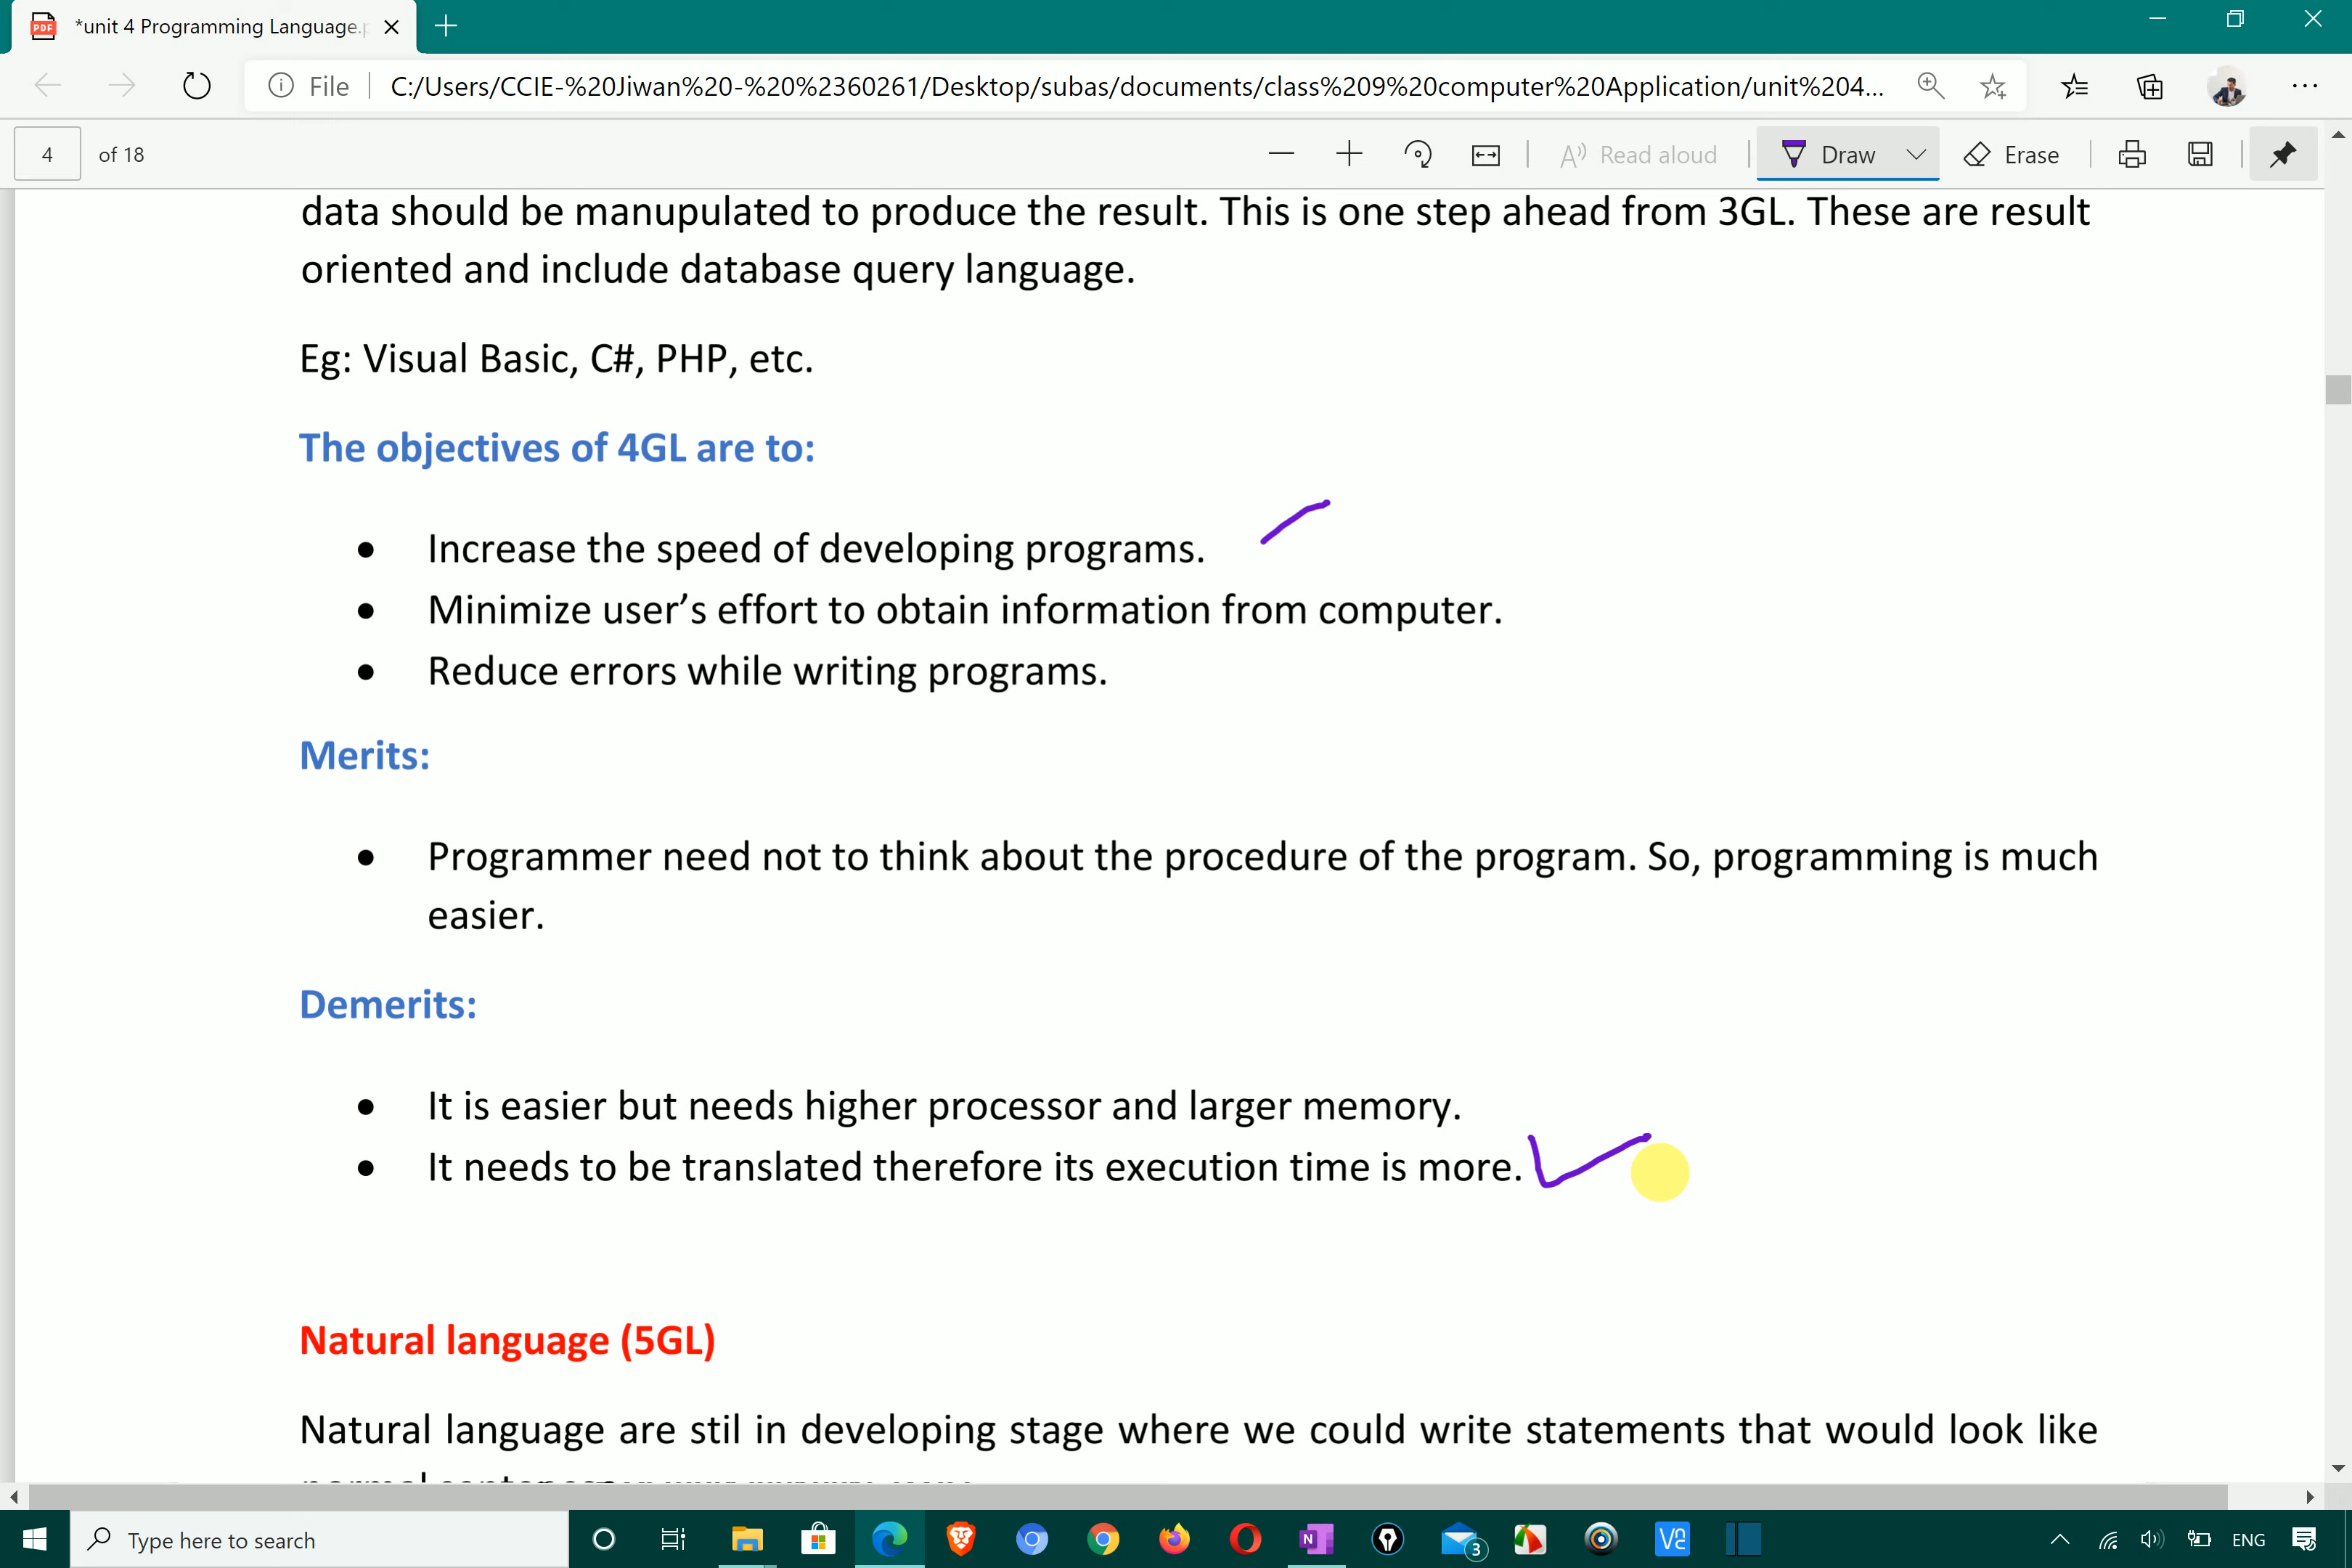 *unit 4 Programming Language.p
File
C:/Users/CCIE-%20Jiwan%20-%20%2360261/Desktop/subas/documents/class%209%20computer%20Application/unit%204...
4 of 18
Read aloud
Draw
Erase
data should be manupulated to produce the result. This is one step ahead from 3GL. These are result
oriented and include database query language.
Eg: Visual Basic, C#, PHP, etc.
The objectives of 4GL are to:
• Increase the speed of developing programs.
• Minimize user’s effort to obtain information from computer.
• Reduce errors while writing programs.
Merits:
• Programmer need not to think about the procedure of the program. So, programming is much
easier.
Demerits:
• It is easier but needs higher processor and larger memory.
• It needs to be translated therefore its execution time is more.
Natural language (5GL)
Natural language are stil in developing stage where we could write statements that would look like
Type here to search
3
ENG